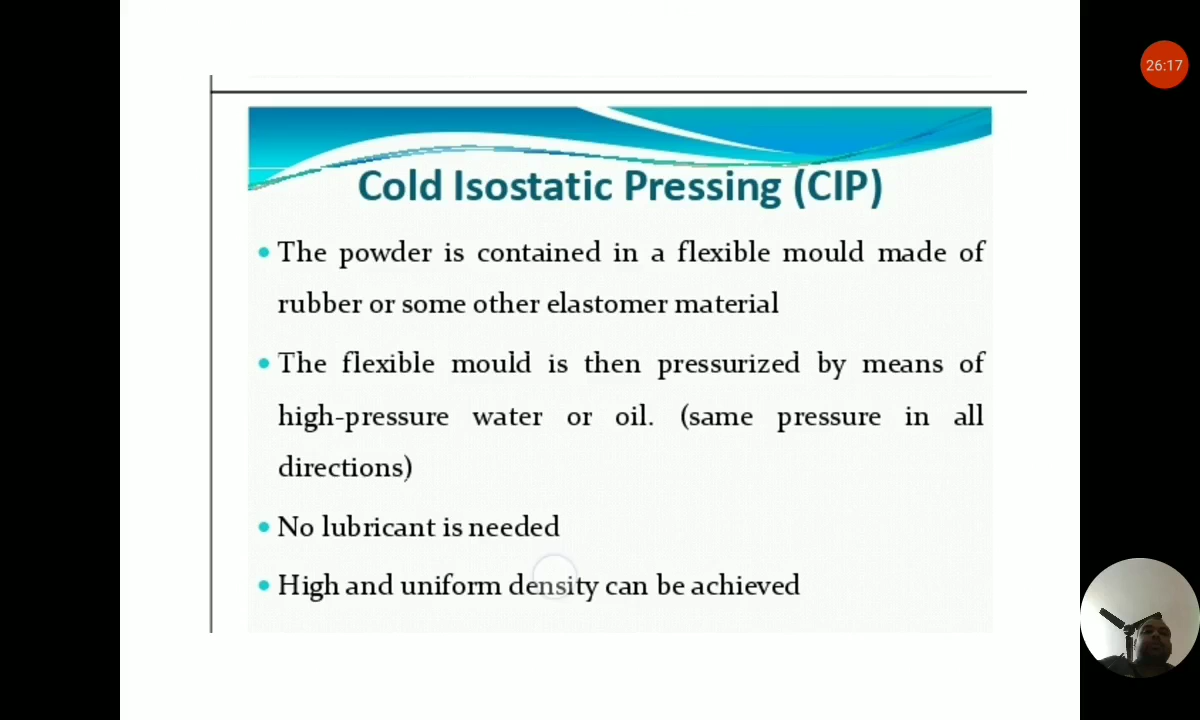 26:17
Cold Isostatic Pressing (CIP)
• The powder is contained in a flexible mould made of
rubber or some other elastomer material
• The flexible mould is then pressurized by means of
high-pressure water or oil. (same pressure in all
directions)
• No lubricant is needed
• High and uniform density can be achieved